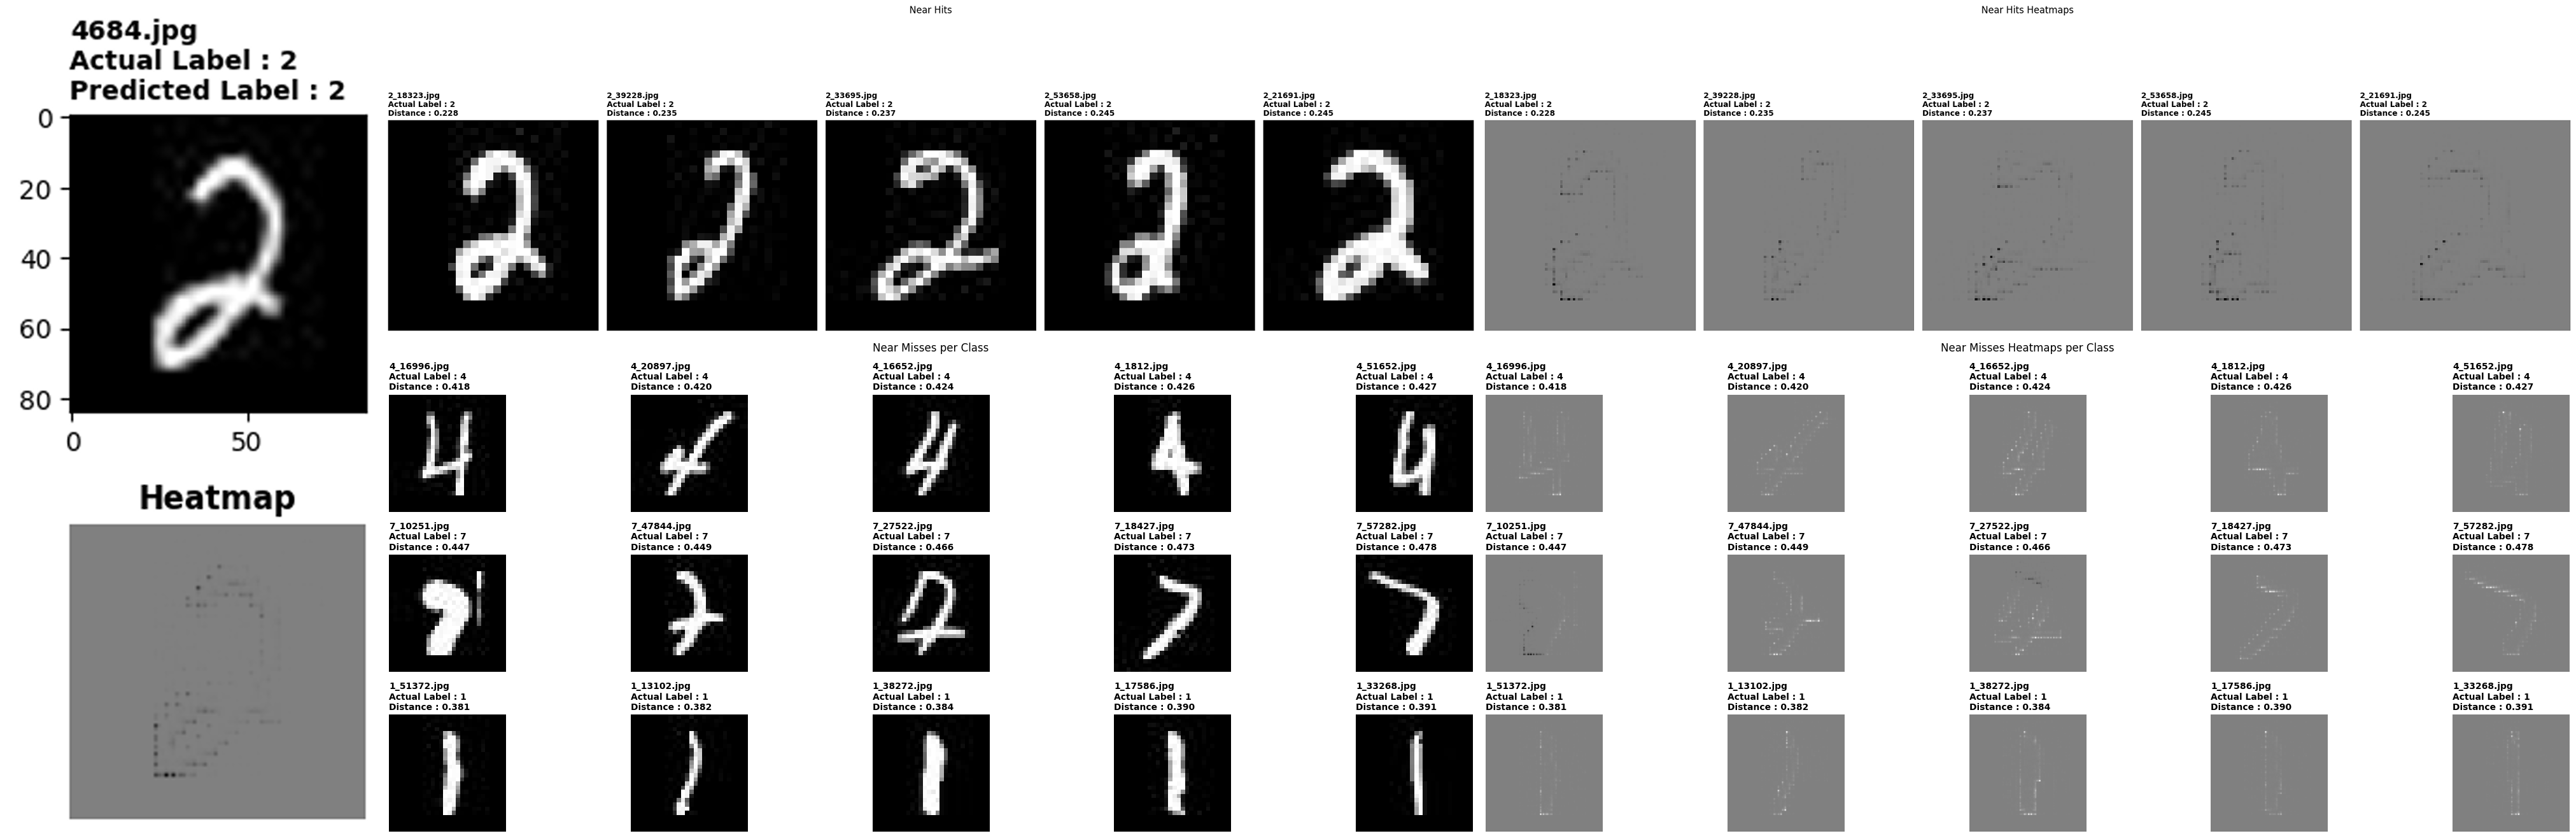 4684.jpg
Actual Label : 2
Predicted Label : 2
0
20
40
60
80
0
50
Heatmap
Near Hits
2_18323.jpg
Actual Label : 2
Distance : 0.228
2_39228.jpg
Actual Label : 2
Distance : 0.235
2_33695.jpg
Actual Label : 2
Distance : 0.237
2_53658.jpg
Actual Label : 2
Distance : 0.245
2_21691.jpg
Actual Label : 2
Distance : 0.245
Near Hits Heatmaps
2_18323.jpg
Actual Label : 2
Distance : 0.228
2_39228.jpg
Actual Label : 2
Distance : 0.235
2_33695.jpg
Actual Label : 2
Distance : 0.237
2_53658.jpg
Actual Label : 2
Distance : 0.245
2_21691.jpg
Actual Label : 2
Distance : 0.245
Near Misses per Class
4_16996.jpg
Actual Label : 4
Distance : 0.418
4_20897.jpg
Actual Label : 4
Distance : 0.420
4_16652.jpg
Actual Label : 4
Distance : 0.424
4_1812.jpg
Actual Label : 4
Distance : 0.426
4_51652.jpg
Actual Label : 4
Distance : 0.427
7_10251.jpg
Actual Label : 7
Distance : 0.447
7_47844.jpg
Actual Label : 7
Distance : 0.449
7_27522.jpg
Actual Label : 7
Distance : 0.466
7_18427.jpg
Actual Label : 7
Distance : 0.473
7_57282.jpg
Actual Label : 7
Distance : 0.478
1_51372.jpg
Actual Label : 1
Distance : 0.381
1_13102.jpg
Actual Label : 1
Distance : 0.382
1_38272.jpg
Actual Label : 1
Distance : 0.384
1_17586.jpg
Actual Label : 1
Distance : 0.390
1_33268.jpg
Actual Label : 1
Distance : 0.391
Near Misses Heatmaps per Class
4_16996.jpg
Actual Label : 4
Distance : 0.418
4_20897.jpg
Actual Label : 4
Distance : 0.420
4_16652.jpg
Actual Label : 4
Distance : 0.424
4_1812.jpg
Actual Label : 4
Distance : 0.426
4_51652.jpg
Actual Label : 4
Distance : 0.427
7_10251.jpg
Actual Label : 7
Distance : 0.447
7_47844.jpg
Actual Label : 7
Distance : 0.449
7_27522.jpg
Actual Label : 7
Distance : 0.466
7_18427.jpg
Actual Label : 7
Distance : 0.473
7_57282.jpg
Actual Label : 7
Distance : 0.478
1_51372.jpg
Actual Label : 1
Distance : 0.381
1_13102.jpg
Actual Label : 1
Distance : 0.382
1_38272.jpg
Actual Label : 1
Distance : 0.384
1_17586.jpg
Actual Label : 1
Distance : 0.390
1_33268.jpg
Actual Label : 1
Distance : 0.391